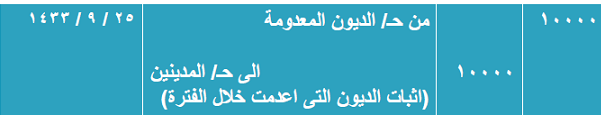 ١٠٠٠٠ من حـ/ الديون المعدومة ٢٥ / ٩ / ١٤٣٣
١٠٠٠٠ الى حـ/ المدينين
(اثبات الديون التى اعدمت خلال الفترة)